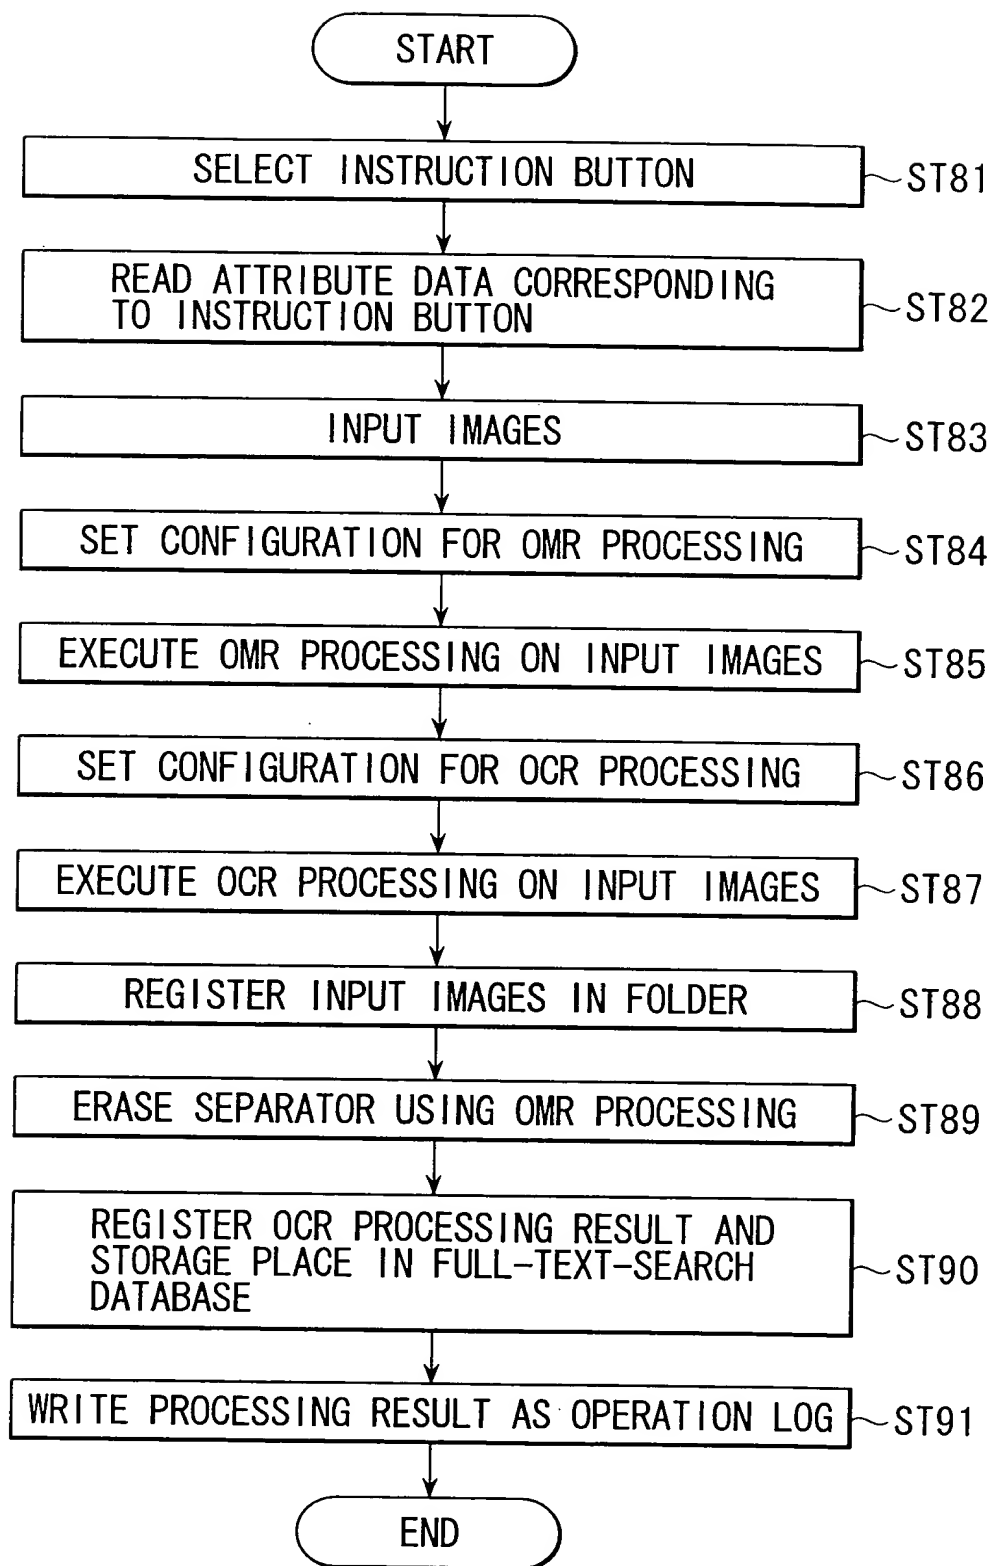 START
SELECT INSTRUCTION BUTTON
ST81
READ ATTRIBUTE DATA CORRESPONDING
TO INSTRUCTION BUTTON
ST82
INPUT IMAGES
ST83
SET CONFIGURATION FOR OMR PROCESSING
ST84
EXECUTE OMR PROCESSING ON INPUT IMAGES
ST85
SET CONFIGURATION FOR OCR PROCESSING
ST86
EXECUTE OCR PROCESSING ON INPUT IMAGES
ST87
REGISTER INPUT IMAGES IN FOLDER
ST88
ERASE SEPARATOR USING OMR PROCESSING
ST89
REGISTER OCR PROCESSING RESULT AND
STORAGE PLACE IN FULL-TEXT-SEARCH
DATABASE
ST90
WRITE PROCESSING RESULT AS OPERATION LOG
ST91
END